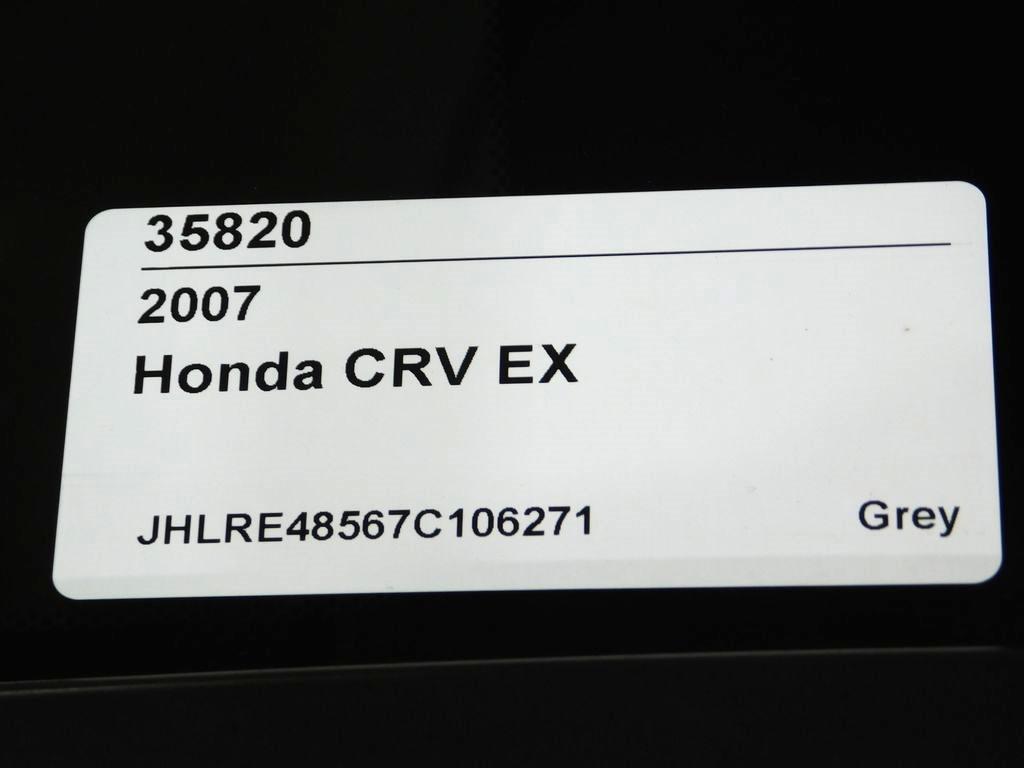 35820
2007
Honda CRV EX
JHLRE48567C106271 Grey